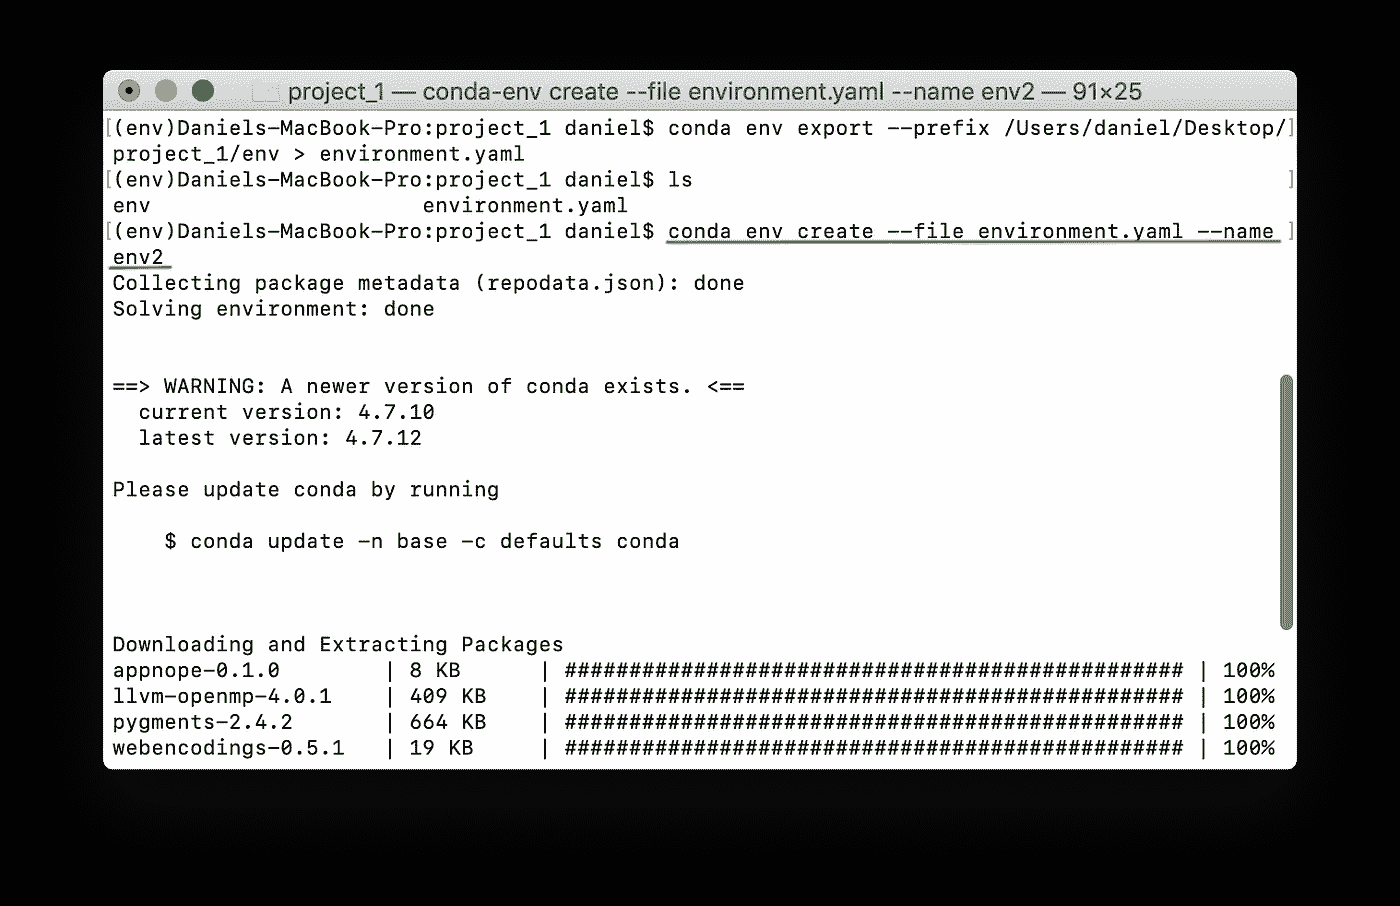 project_1 — conda-env create --file environment.yaml --name env2 — 91×25
[(env)Daniels-MacBook-Pro:project_1 daniel$ conda env export --prefix /Users/daniel/Desktop/]
project_1/env > environment.yaml
[(env)Daniels-MacBook-Pro:project_1 daniel$ ls ]
env environment.yaml
[(env)Daniels-MacBook-Pro:project_1 daniel$ conda env create --file environment.yaml --name ]
env2
Collecting package metadata (repodata.json): done
Solving environment: done
==> WARNING: A newer version of conda exists. <==
current version: 4.7.10
latest version: 4.7.12
Please update conda by running
$ conda update -n base -c defaults conda
Downloading and Extracting Packages
appnope-0.1.0 | 8 KB | ################################################ | 100%
llvm-openmp-4.0.1 | 409 KB | ################################################ | 100%
pygments-2.4.2 | 664 KB | ################################################ | 100%
webencodings-0.5.1 | 19 KB | ################################################ | 100%